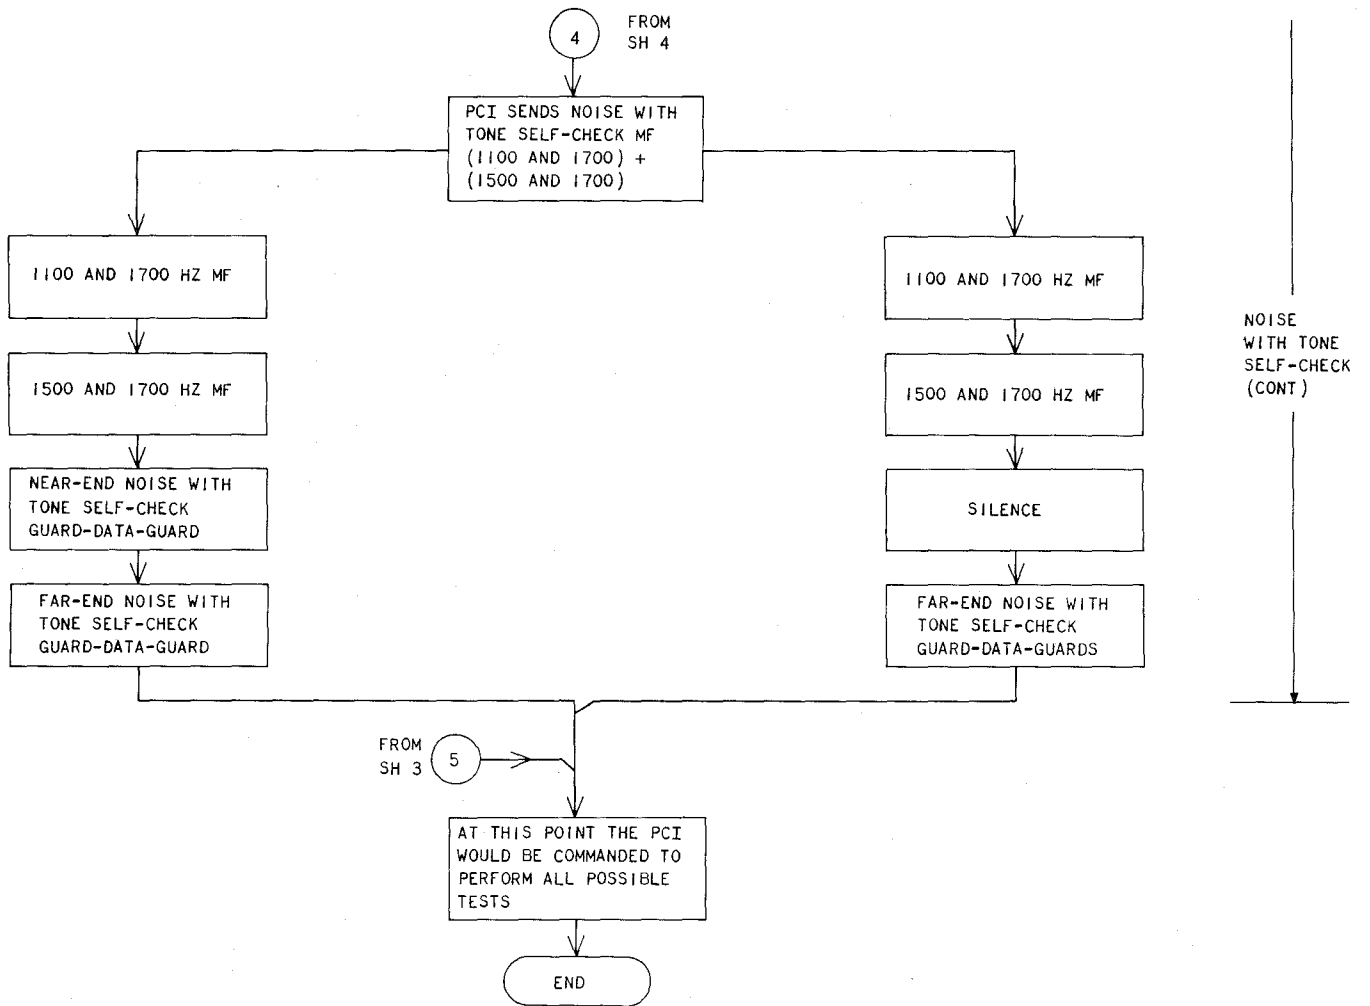 4
FROM
SH 4
PCI SENDS NOISE WITH
TONE SELF-CHECK MF
(1100 AND 1700) +
(1500 AND 1700)
1100 AND 1700 HZ MF
1500 AND 1700 HZ MF
NEAR-END NOISE WITH
TONE SELF-CHECK
GUARD-DATA-GUARD
FAR-END NOISE WITH
TONE SELF-CHECK
GUARD-DATA-GUARD
1100 AND 1700 HZ MF
1500 AND 1700 HZ MF
SILENCE
FAR-END NOISE WITH
TONE SELF-CHECK
GUARD-DATA-GUARDS
NOISE
WITH TONE
SELF-CHECK
(CONT)
FROM
SH 3
5
AT THIS POINT THE PCI
WOULD BE COMMANDED TO
PERFORM ALL POSSIBLE
TESTS
END